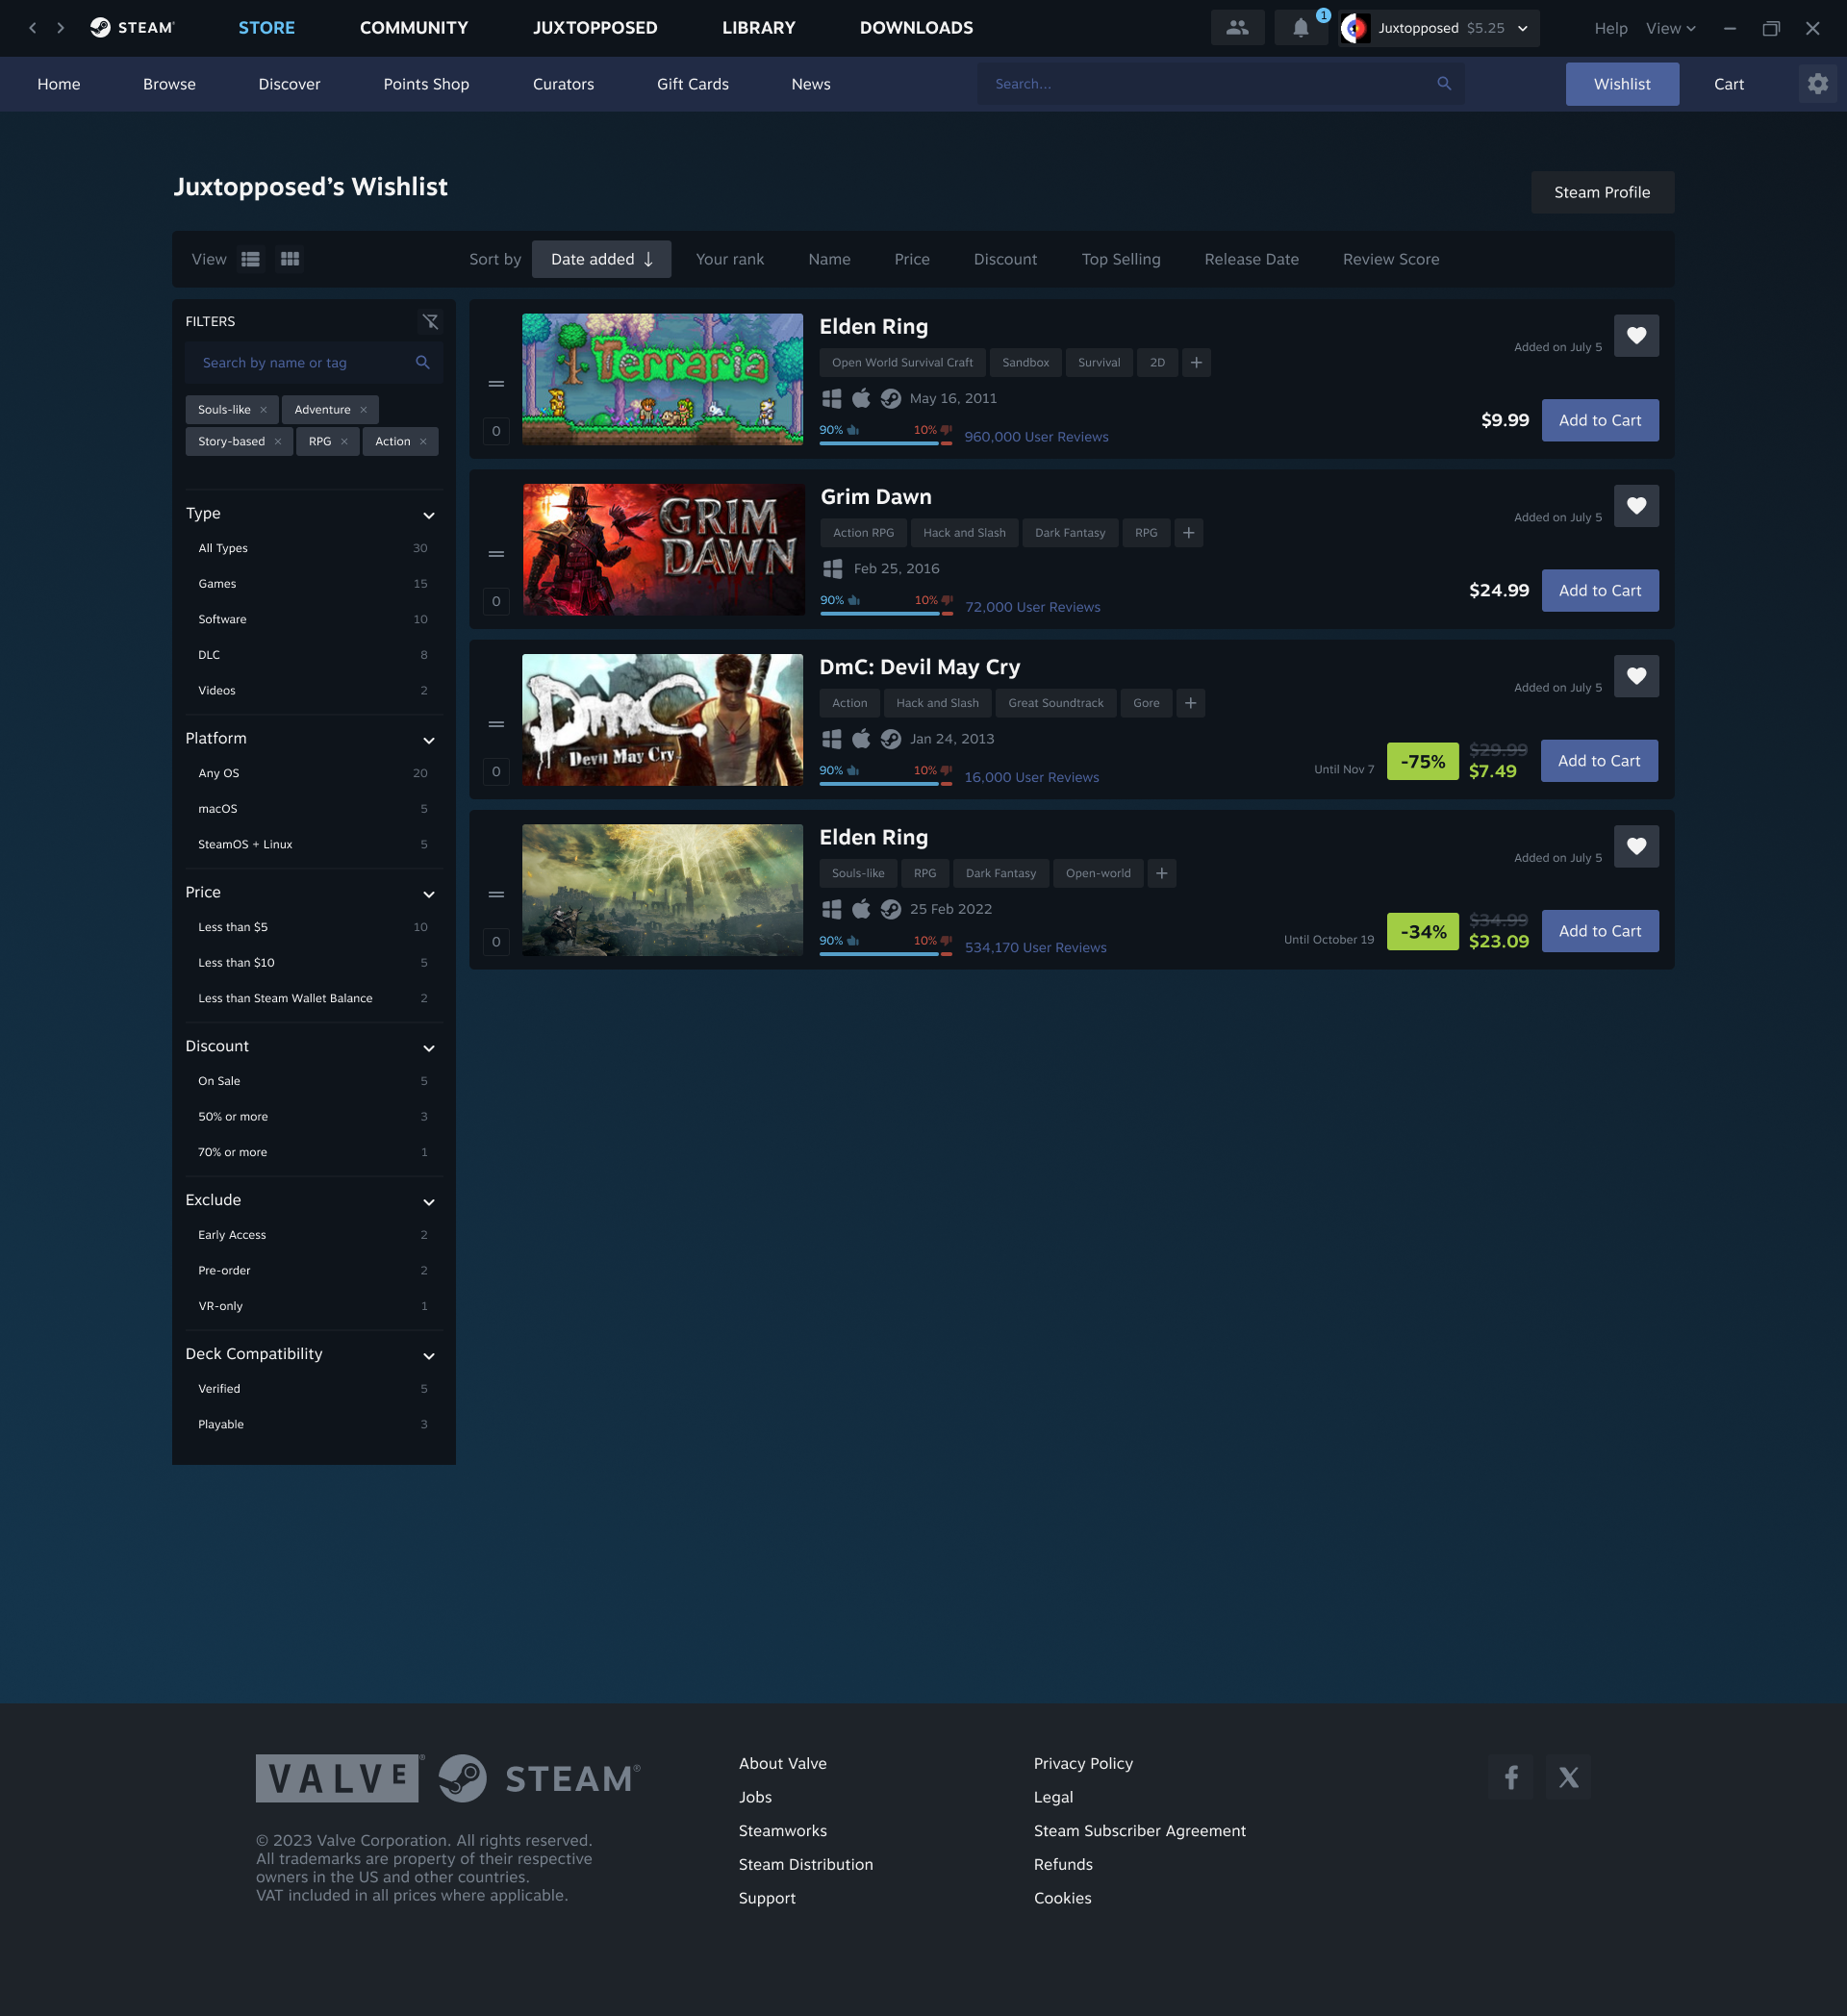 STEAM®
STORE
COMMUNITY
JUXTOPPOSED
LIBRARY
DOWNLOADS
1
Juxtopposed $5.25
Help
View
Home
Browse
Discover
Points Shop
Curators
Gift Cards
News
Search...
Wishlist
Cart
Juxtopposed's Wishlist
Steam Profile
View
Sort by
Date added ↓
Your rank
Name
Price
Discount
Top Selling
Release Date
Review Score
FILTERS
Search by name or tag
Souls-like ×
Adventure ×
Story-based ×
RPG ×
Action ×
Type
All Types 30
Games 15
Software 10
DLC 8
Videos 2
Platform
Any OS 20
macOS 5
SteamOS + Linux 5
Price
Less than $5 10
Less than $10 5
Less than Steam Wallet Balance 2
Discount
On Sale 5
50% or more 3
70% or more 1
Exclude
Early Access 2
Pre-order 2
VR-only 1
Deck Compatibility
Verified 5
Playable 3
0
Terraria
Elden Ring
Open World Survival Craft
Sandbox
Survival
2D
+
May 16, 2011
90%
10%
960,000 User Reviews
Added on July 5
$9.99
Add to Cart
0
GRIM
DAWN
Grim Dawn
Action RPG
Hack and Slash
Dark Fantasy
RPG
+
Feb 25, 2016
90%
10%
72,000 User Reviews
Added on July 5
$24.99
Add to Cart
0
DmC
Devil May Cry
DmC: Devil May Cry
Action
Hack and Slash
Great Soundtrack
Gore
+
Jan 24, 2013
90%
10%
16,000 User Reviews
Added on July 5
Until Nov 7
-75%
$29.99
$7.49
Add to Cart
0
Elden Ring
Souls-like
RPG
Dark Fantasy
Open-world
+
25 Feb 2022
90%
10%
534,170 User Reviews
Added on July 5
Until October 19
-34%
$34.99
$23.09
Add to Cart
VALVE®
STEAM®
© 2023 Valve Corporation. All rights reserved.
All trademarks are property of their respective
owners in the US and other countries.
VAT included in all prices where applicable.
About Valve
Jobs
Steamworks
Steam Distribution
Support
Privacy Policy
Legal
Steam Subscriber Agreement
Refunds
Cookies